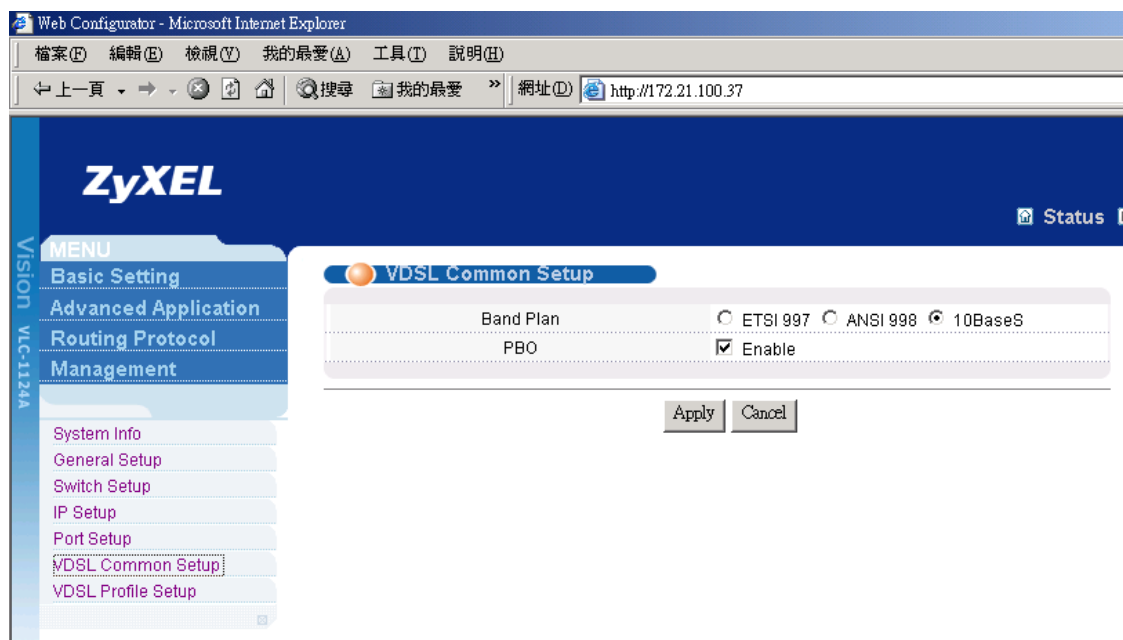 Web Configurator - Microsoft Internet Explorer
檔案(F) 編輯(E) 檢視(V) 我的最愛(A) 工具(T) 說明(H)
上一頁 搜尋 我的最愛 » 網址(D) http://172.21.100.37
ZyXEL
Status
Vision VLC-1124A
MENU
Basic Setting
Advanced Application
Routing Protocol
Management
System Info
General Setup
Switch Setup
IP Setup
Port Setup
VDSL Common Setup
VDSL Profile Setup
VDSL Common Setup
Band Plan ETSI 997 ANSI 998 10BaseS
PBO Enable
Apply Cancel